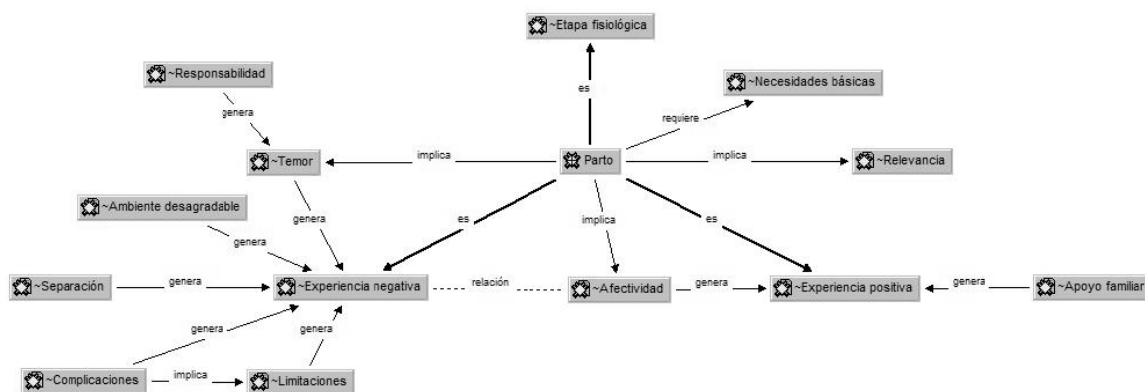 ~Etapa fisiológica
~Responsabilidad
~Necesidades básicas
es
genera
requiere
~Temor
implica
Parto
implica
~Relevancia
~Ambiente desagradable
genera
es
implica
es
genera
~Separación
genera
~Experiencia negativa
relación
~Afectividad
genera
~Experiencia positiva
genera
~Apoyo familiar
genera
genera
~Complicaciones
implica
~Limitaciones